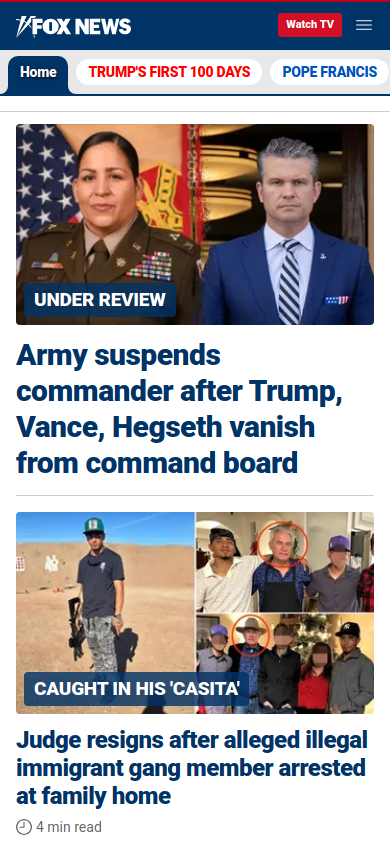 FOX NEWS
Watch TV
Home
TRUMP'S FIRST 100 DAYS
POPE FRANCIS
UNDER REVIEW
Army suspends
commander after Trump,
Vance, Hegseth vanish
from command board
CAUGHT IN HIS 'CASITA'
Judge resigns after alleged illegal
immigrant gang member arrested
at family home
4 min read